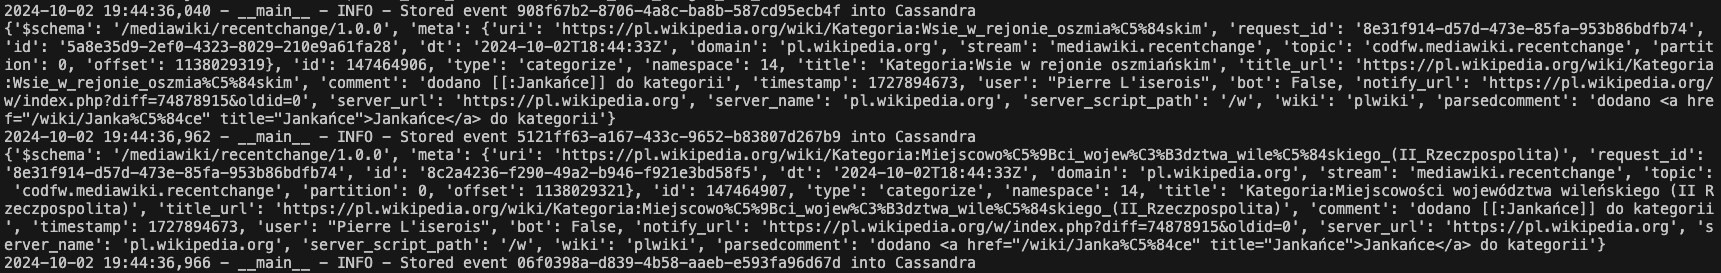 2024-10-02 19:44:36,040 - __main__ - INFO - Stored event 908f67b2-8706-4a8c-ba8b-587cd95ecb4f into Cassandra
{'$schema': '/mediawiki/recentchange/1.0.0', 'meta': {'uri': 'https://pl.wikipedia.org/wiki/Kategoria:Wsie_w_rejonie_oszmia%C5%84skim', 'request_id': '8e31f914-d57d-473e-85fa-953b86bdfb74',
'id': '5a8e35d9-2ef0-4323-8029-210e9a61fa28', 'dt': '2024-10-02T18:44:33Z', 'domain': 'pl.wikipedia.org', 'stream': 'mediawiki.recentchange', 'topic': 'codfw.mediawiki.recentchange', 'partit
ion': 0, 'offset': 1138029319}, 'id': 147464906, 'type': 'categorize', 'namespace': 14, 'title': 'Kategoria:Wsie w rejonie oszmiańskim', 'title_url': 'https://pl.wikipedia.org/wiki/Kategoria
:Wsie_w_rejonie_oszmia%C5%84skim', 'comment': 'dodano [[:Jankańce]] do kategorii', 'timestamp': 1727894673, 'user': "Pierre L'iserois", 'bot': False, 'notify_url': 'https://pl.wikipedia.org/
w/index.php?diff=74878915&oldid=0', 'server_url': 'https://pl.wikipedia.org', 'server_name': 'pl.wikipedia.org', 'server_script_path': '/w', 'wiki': 'plwiki', 'parsedcomment': 'dodano <a hre
f="/wiki/Janka%C5%84ce" title="Jankańce">Jankańce</a> do kategorii'}
2024-10-02 19:44:36,962 - __main__ - INFO - Stored event 5121ff63-a167-433c-9652-b83807d267b9 into Cassandra
{'$schema': '/mediawiki/recentchange/1.0.0', 'meta': {'uri': 'https://pl.wikipedia.org/wiki/Kategoria:Miejscowo%C5%9Bci_wojew%C3%B3dztwa_wile%C5%84skiego_(II_Rzeczpospolita)', 'request_id':
'8e31f914-d57d-473e-85fa-953b86bdfb74', 'id': '8c2a4236-f290-49a2-b946-f921e3bd58f5', 'dt': '2024-10-02T18:44:33Z', 'domain': 'pl.wikipedia.org', 'stream': 'mediawiki.recentchange', 'topic':
'codfw.mediawiki.recentchange', 'partition': 0, 'offset': 1138029321}, 'id': 147464907, 'type': 'categorize', 'namespace': 14, 'title': 'Kategoria:Miejscowości województwa wileńskiego (II R
zeczpospolita)', 'title_url': 'https://pl.wikipedia.org/wiki/Kategoria:Miejscowo%C5%9Bci_wojew%C3%B3dztwa_wile%C5%84skiego_(II_Rzeczpospolita)', 'comment': 'dodano [[:Jankańce]] do kategorii
', 'timestamp': 1727894673, 'user': "Pierre L'iserois", 'bot': False, 'notify_url': 'https://pl.wikipedia.org/w/index.php?diff=74878915&oldid=0', 'server_url': 'https://pl.wikipedia.org', 's
erver_name': 'pl.wikipedia.org', 'server_script_path': '/w', 'wiki': 'plwiki', 'parsedcomment': 'dodano <a href="/wiki/Janka%C5%84ce" title="Jankańce">Jankańce</a> do kategorii'}
2024-10-02 19:44:36,966 - __main__ - INFO - Stored event 06f0398a-d839-4b58-aaeb-e593fa96d67d into Cassandra